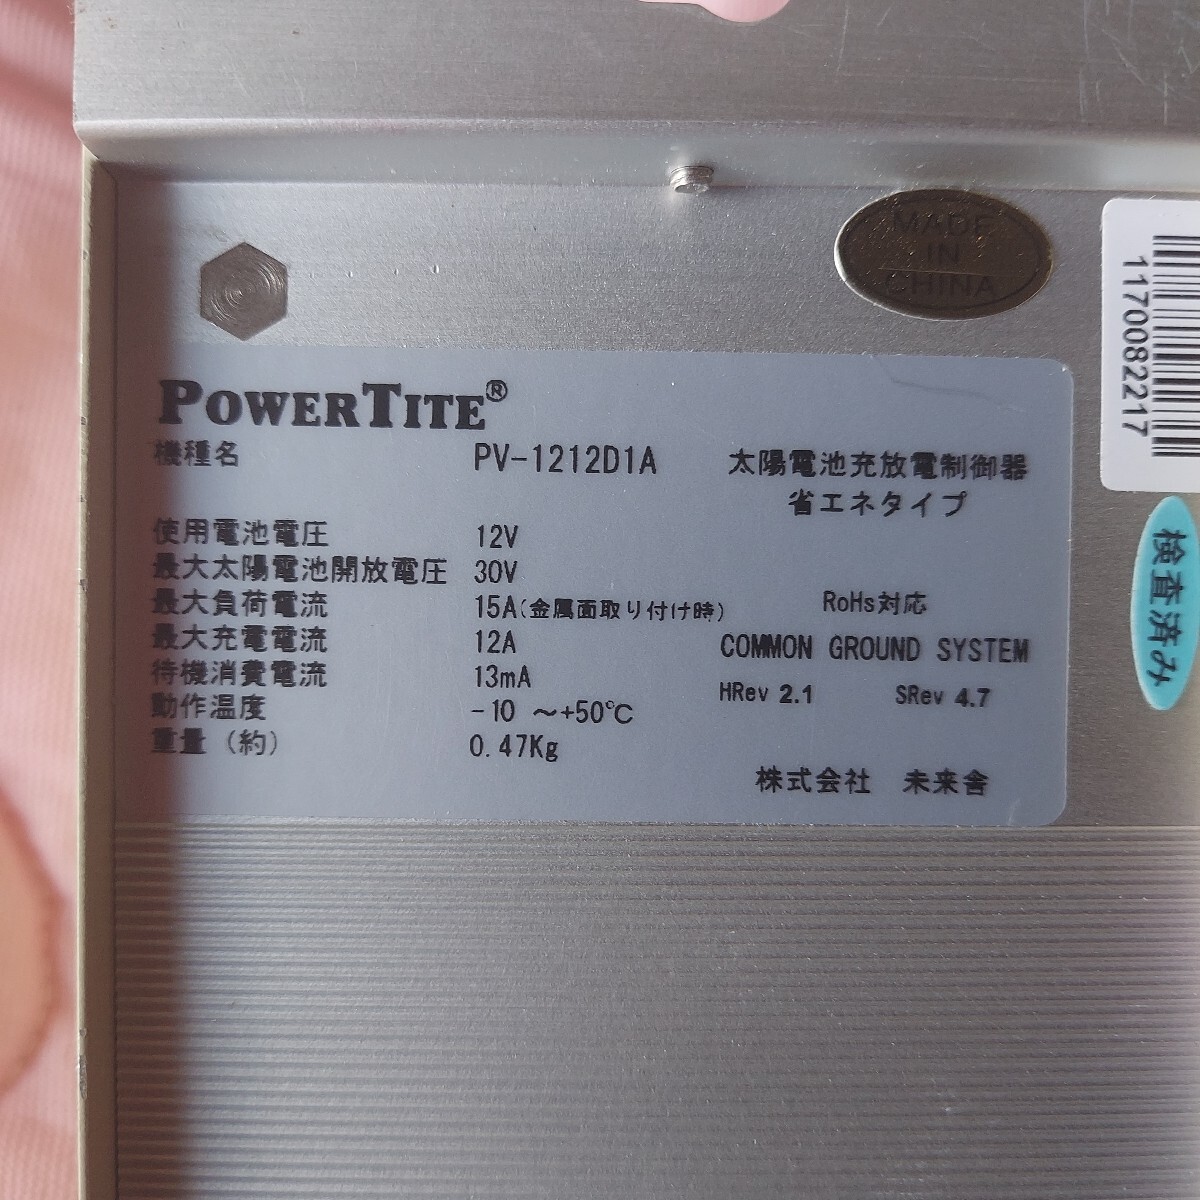 MADE
IN
CHINA
1170082217
検査済み
POWERTITE®
機種名 PV-1212D1A 太陽電池充放電制御器
省エネタイプ
使用電池電圧 12V
最大太陽電池開放電圧 30V
最大負荷電流 15A(金属面取り付け時) RoHs対応
最大充電電流 12A COMMON GROUND SYSTEM
待機消費電流 13mA HRev 2.1 SRev 4.7
動作温度 -10 ～+50℃
重量(約) 0.47Kg
株式会社 未来舎